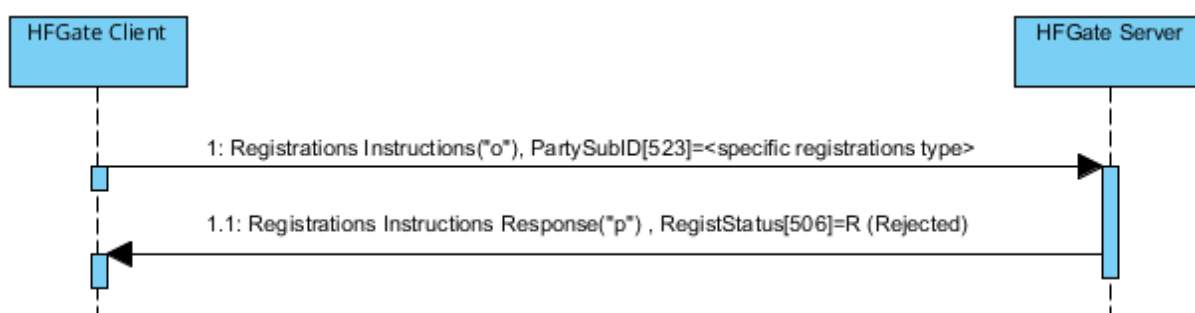 HFGate Client
HFGate Server
1: Registrations Instructions("o"), PartySubID[523]=<specific registrations type>
1.1: Registrations Instructions Response("p") , RegistStatus[506]=R (Rejected)